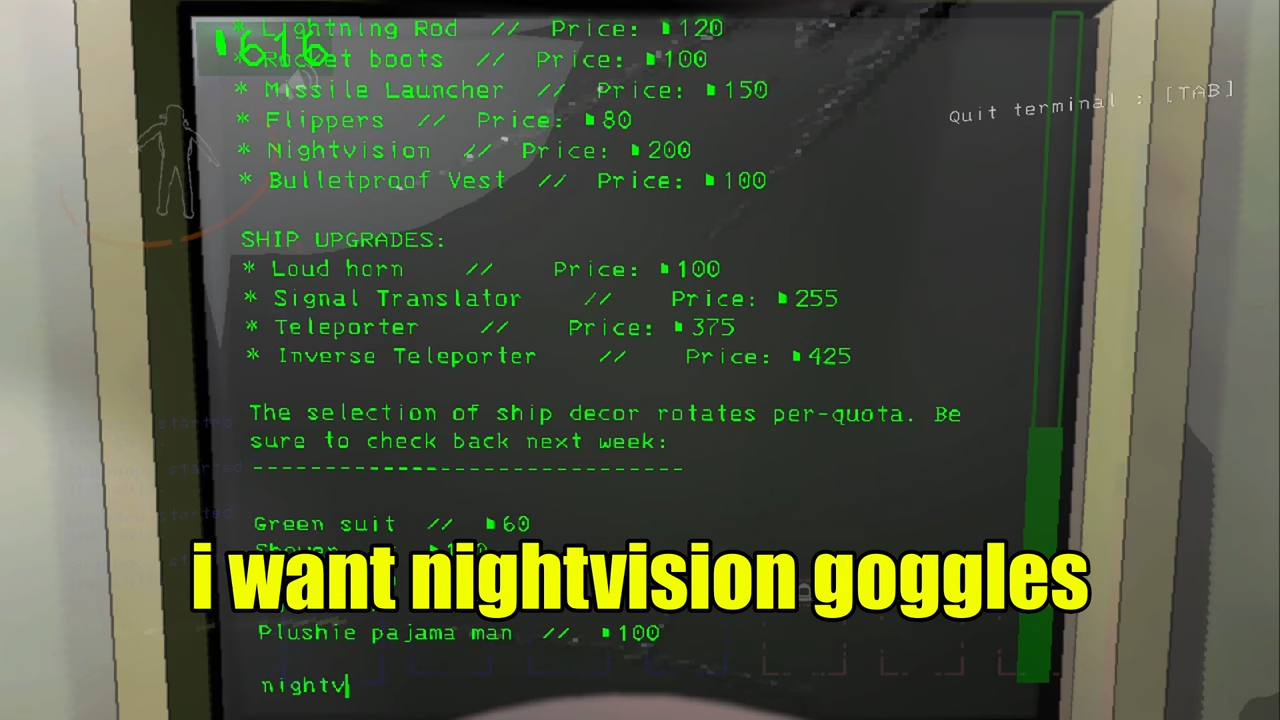 * Lightning Rod // Price: ▮120
▮616
* Rocket boots // Price: ▮100
* Missile Launcher // Price: ▮150
Quit terminal : [TAB]
* Flippers // Price: ▮80
* Nightvision // Price: ▮200
* Bulletproof Vest // Price: ▮100
SHIP UPGRADES:
* Loud horn // Price: ▮100
* Signal Translator // Price: ▮255
* Teleporter // Price: ▮375
* Inverse Teleporter // Price: ▮425
The selection of ship decor rotates per-quota. Be
sure to check back next week:
------------------------------
Green suit // ▮60
i want nightvision goggles
Plushie pajama man // ▮100
nightv